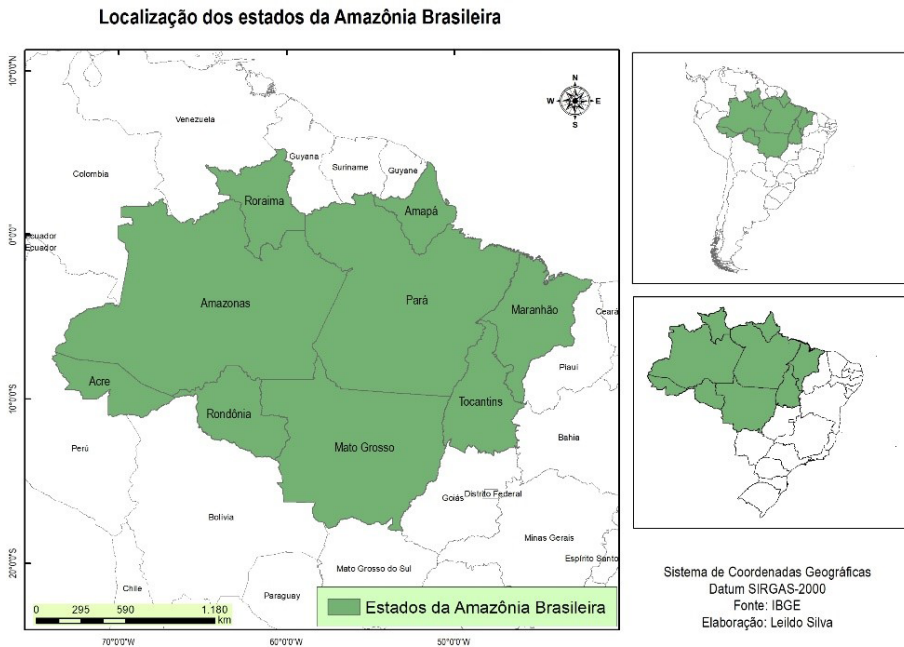 Localização dos estados da Amazônia Brasileira
10°0'0"N
0°0'0"
10°0'0"S
20°0'0"S
N
W
E
S
Venezuela
Colombia
Guyana
Suriname
Guyane
Roraima
Amapá
Ecuador
Ecuador
Amazonas
Pará
Maranhão
Ceará
Piauí
Acre
Rondônia
Tocantins
Mato Grosso
Perú
Bahia
Goiás
Distrito Federal
Bolívia
Minas Gerais
Espírito Santo
Mato Grosso do Sul
Chile
Paraguay
0 295 590 1.180
km
Estados da Amazônia Brasileira
70°0'0"W
60°0'0"W
50°0'0"W
Sistema de Coordenadas Geográficas
Datum SIRGAS-2000
Fonte: IBGE
Elaboração: Leildo Silva